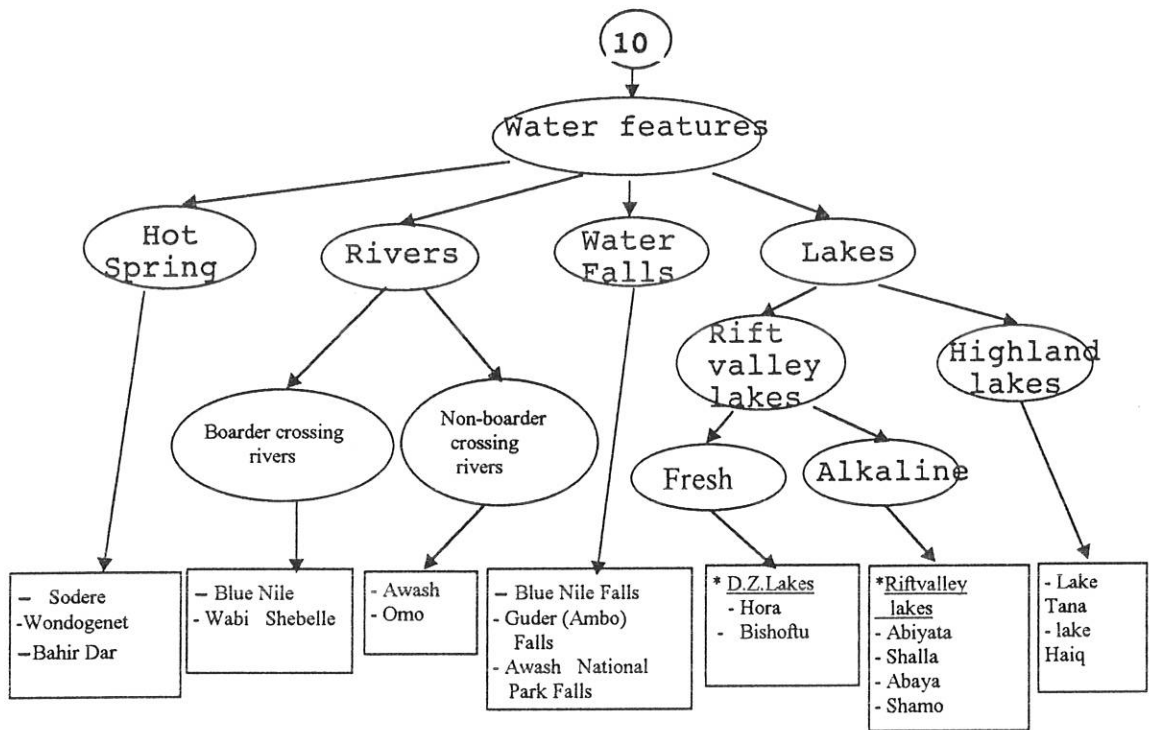 10
Water features
Hot
Spring
Rivers
Water
Falls
Lakes
Rift
valley
lakes
Highland
lakes
Boarder crossing
rivers
Non-boarder
crossing
rivers
Fresh
Alkaline
– Sodere
-Wondogenet
–Bahir Dar
– Blue Nile
- Wabi Shebelle
- Awash
- Omo
– Blue Nile Falls
- Guder (Ambo)
Falls
- Awash National
Park Falls
* D.Z.Lakes
- Hora
- Bishoftu
*Riftvalley
lakes
- Abiyata
- Shalla
- Abaya
- Shamo
- Lake
Tana
- lake
Haiq